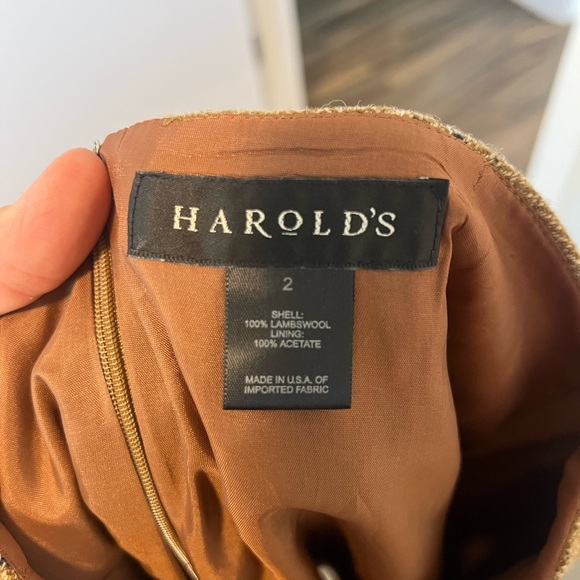 HAROLD'S
2
SHELL:
100% LAMBSWOOL
LINING:
100% ACETATE
MADE IN U.S.A. OF
IMPORTED FABRIC